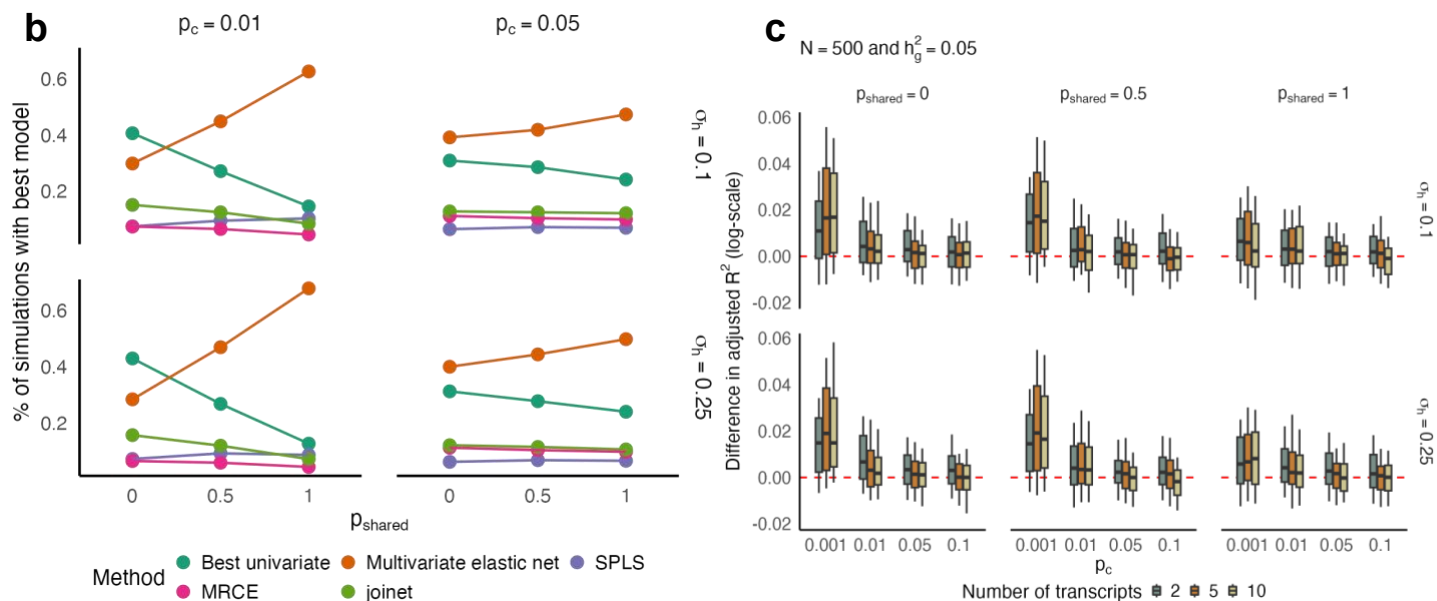 b
p_c = 0.01
p_c = 0.05
% of simulations with best model
0.6
0.4
0.2
σ_h = 0.1
0.6
0.4
0.2
σ_h = 0.25
0 0.5 1
0 0.5 1
p_shared
Method
Best univariate
Multivariate elastic net
SPLS
MRCE
joinet
c
N = 500 and h_g^2 = 0.05
p_shared = 0
p_shared = 0.5
p_shared = 1
Difference in adjusted R^2 (log-scale)
0.06
0.04
0.02
0.00
-0.02
σ_h = 0.1
0.06
0.04
0.02
0.00
-0.02
σ_h = 0.25
0.001 0.01 0.05 0.1
0.001 0.01 0.05 0.1
0.001 0.01 0.05 0.1
p_c
Number of transcripts 2 5 10